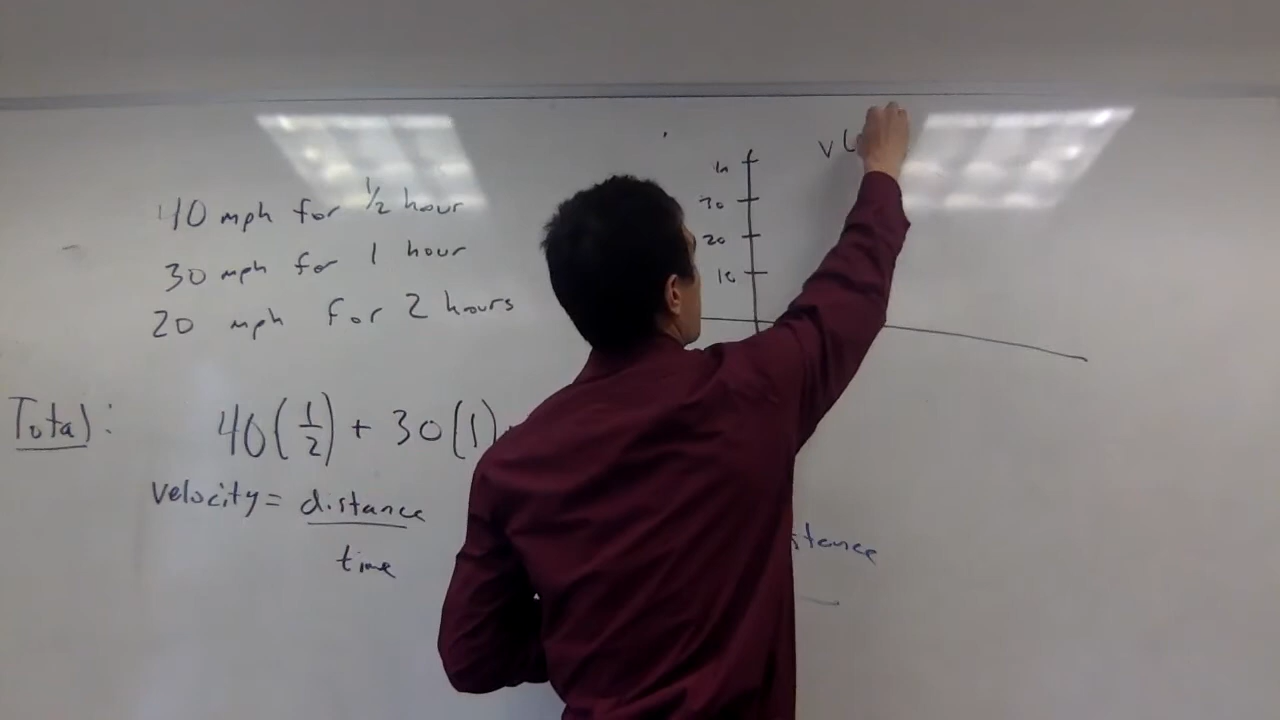 40 mph for 1/2 hour
30 mph for 1 hour
20 mph for 2 hours
Total:
40(1/2) + 30(1)
velocity = distance
time
30
20
10
v(